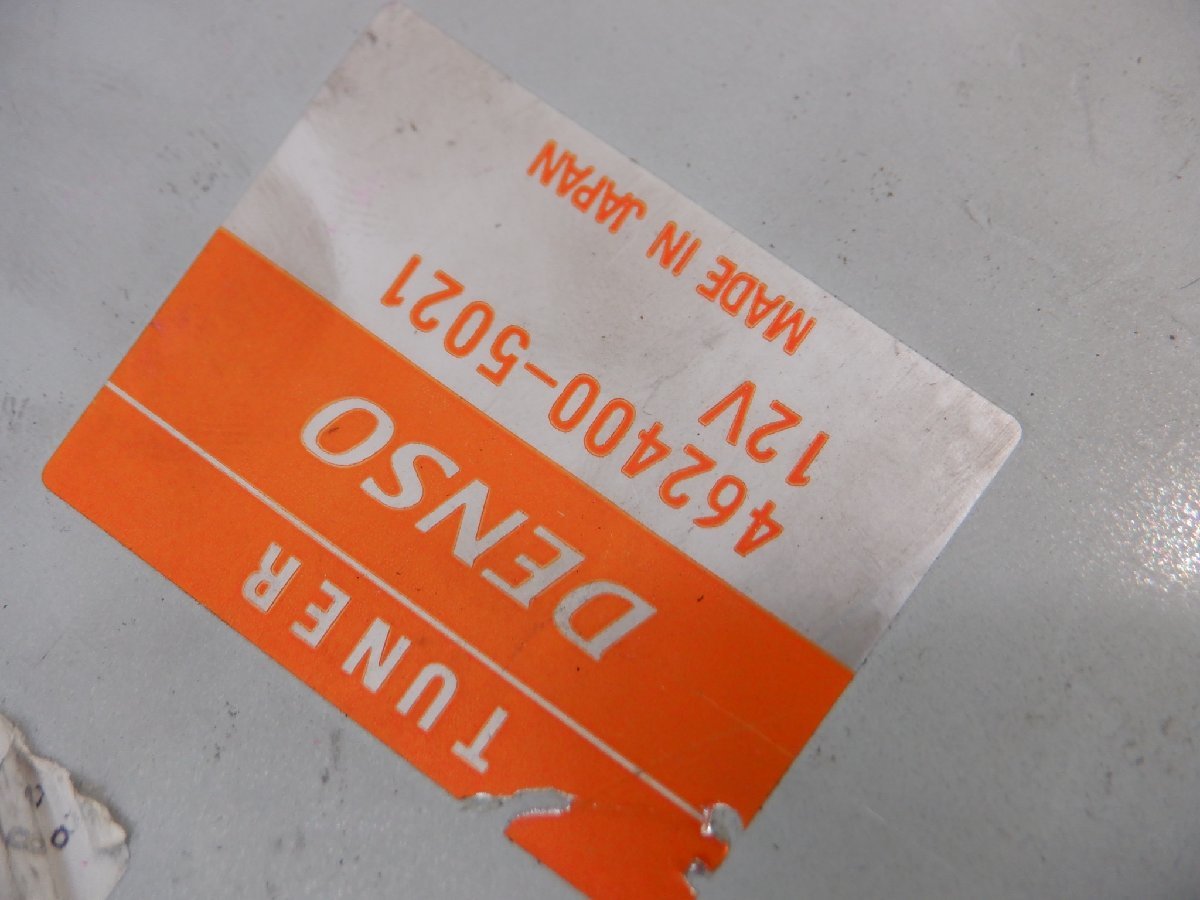 TUNER
DENSO
462400-5021
12V
MADE IN JAPAN